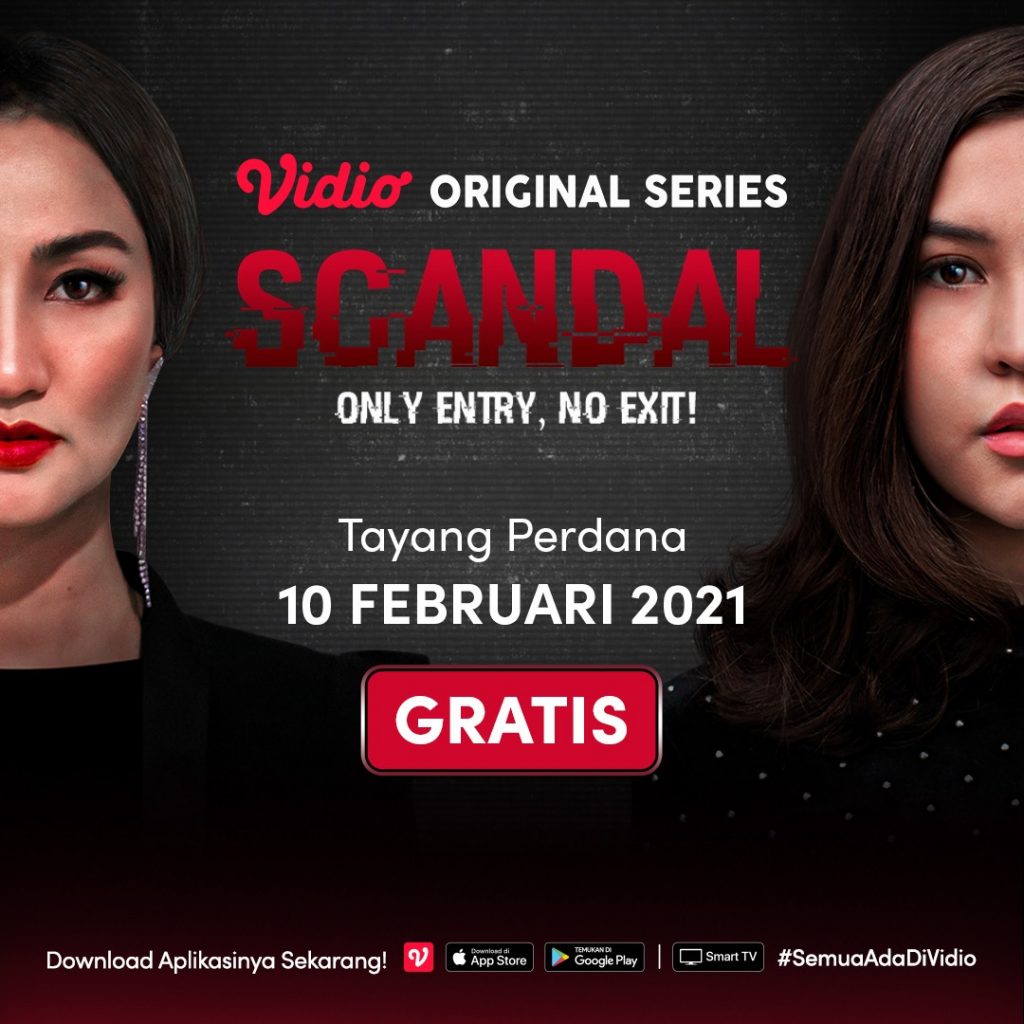 Vidio ORIGINAL SERIES
SCANDAL
ONLY ENTRY, NO EXIT!
Tayang Perdana
10 FEBRUARI 2021
GRATIS
Download Aplikasinya Sekarang! Download di App Store TEMUKAN DI Google Play | Smart TV #SemuaAdaDiVidio